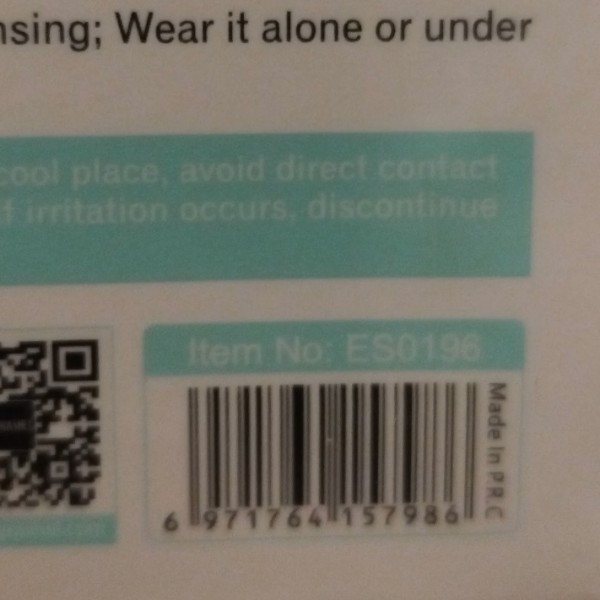 nsing; Wear it alone or under
cool place, avoid direct contact
f irritation occurs, discontinue
Item No: ES0196
Made In P.R.C
6 971764 157986